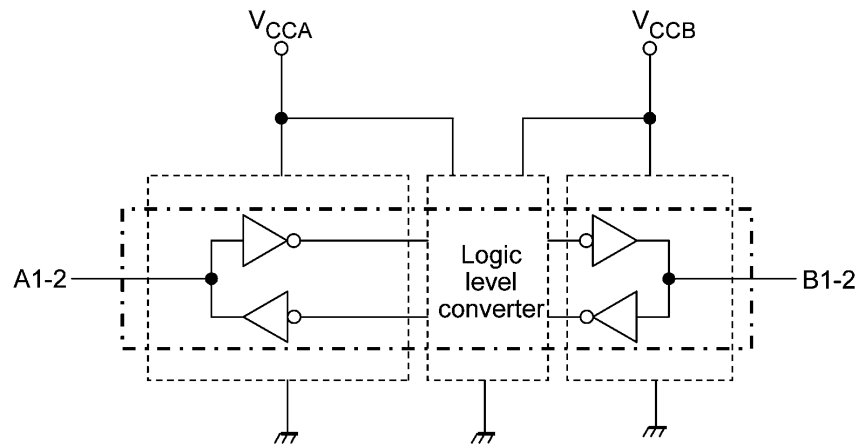 VCCA
VCCB
A1-2
Logic
level
converter
B1-2